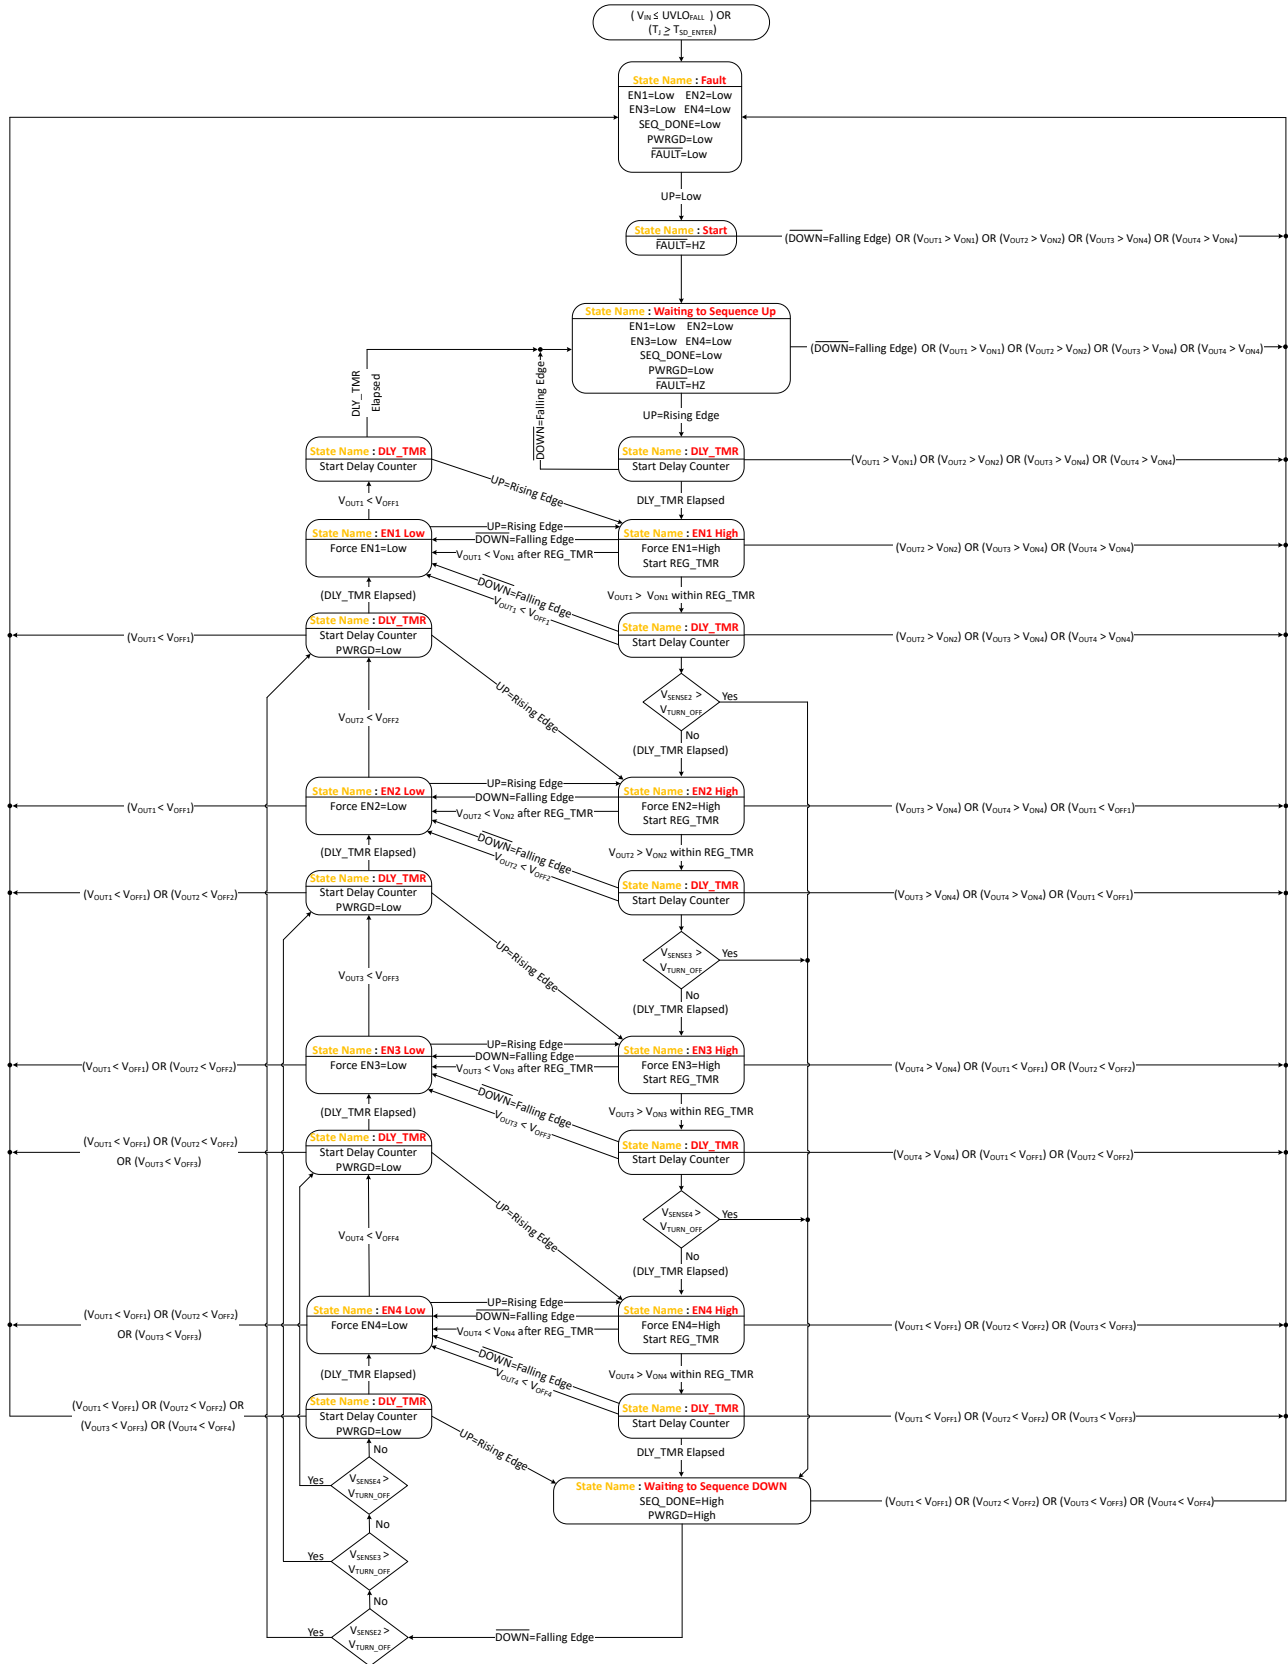 ( VIN ≤ UVLOFALL ) OR
(TJ ≥ TSD_ENTER)
State Name : Fault
EN1=Low EN2=Low
EN3=Low EN4=Low
SEQ_DONE=Low
PWRGD=Low
FAULT=Low
UP=Low
State Name : Start
FAULT=HZ
(DOWN=Falling Edge) OR (VOUT1 > VON1) OR (VOUT2 > VON2) OR (VOUT3 > VON4) OR (VOUT4 > VON4)
State Name : Waiting to Sequence Up
EN1=Low EN2=Low
EN3=Low EN4=Low
SEQ_DONE=Low
PWRGD=Low
FAULT=HZ
(DOWN=Falling Edge) OR (VOUT1 > VON1) OR (VOUT2 > VON2) OR (VOUT3 > VON4) OR (VOUT4 > VON4)
DLY_TMR
Elapsed
DOWN=Falling Edge
UP=Rising Edge
State Name : DLY_TMR
Start Delay Counter
State Name : DLY_TMR
Start Delay Counter
(VOUT1 > VON1) OR (VOUT2 > VON2) OR (VOUT3 > VON4) OR (VOUT4 > VON4)
VOUT1 < VOFF1
UP=Rising Edge
DLY_TMR Elapsed
State Name : EN1 Low
Force EN1=Low
UP=Rising Edge
DOWN=Falling Edge
VOUT1 < VON1 after REG_TMR
State Name : EN1 High
Force EN1=High
Start REG_TMR
(VOUT2 > VON2) OR (VOUT3 > VON4) OR (VOUT4 > VON4)
(DLY_TMR Elapsed)
DOWN=Falling Edge
VOUT1 < VOFF1
VOUT1 > VON1 within REG_TMR
(VOUT1 < VOFF1)
State Name : DLY_TMR
Start Delay Counter
PWRGD=Low
State Name : DLY_TMR
Start Delay Counter
(VOUT2 > VON2) OR (VOUT3 > VON4) OR (VOUT4 > VON4)
VOUT2 < VOFF2
UP=Rising Edge
VSENSE2 >
VTURN_OFF
Yes
No
(DLY_TMR Elapsed)
(VOUT1 < VOFF1)
State Name : EN2 Low
Force EN2=Low
UP=Rising Edge
DOWN=Falling Edge
VOUT2 < VON2 after REG_TMR
State Name : EN2 High
Force EN2=High
Start REG_TMR
(VOUT3 > VON4) OR (VOUT4 > VON4) OR (VOUT1 < VOFF1)
(DLY_TMR Elapsed)
DOWN=Falling Edge
VOUT2 < VOFF2
VOUT2 > VON2 within REG_TMR
(VOUT1 < VOFF1) OR (VOUT2 < VOFF2)
State Name : DLY_TMR
Start Delay Counter
PWRGD=Low
State Name : DLY_TMR
Start Delay Counter
(VOUT3 > VON4) OR (VOUT4 > VON4) OR (VOUT1 < VOFF1)
VOUT3 < VOFF3
UP=Rising Edge
VSENSE3 >
VTURN_OFF
Yes
No
(DLY_TMR Elapsed)
(VOUT1 < VOFF1) OR (VOUT2 < VOFF2)
State Name : EN3 Low
Force EN3=Low
UP=Rising Edge
DOWN=Falling Edge
VOUT3 < VON3 after REG_TMR
State Name : EN3 High
Force EN3=High
Start REG_TMR
(VOUT4 > VON4) OR (VOUT1 < VOFF1) OR (VOUT2 < VOFF2)
(DLY_TMR Elapsed)
DOWN=Falling Edge
VOUT3 < VOFF3
VOUT3 > VON3 within REG_TMR
(VOUT1 < VOFF1) OR (VOUT2 < VOFF2)
OR (VOUT3 < VOFF3)
State Name : DLY_TMR
Start Delay Counter
PWRGD=Low
State Name : DLY_TMR
Start Delay Counter
(VOUT4 > VON4) OR (VOUT1 < VOFF1) OR (VOUT2 < VOFF2)
VOUT4 < VOFF4
UP=Rising Edge
VSENSE4 >
VTURN_OFF
Yes
No
(DLY_TMR Elapsed)
(VOUT1 < VOFF1) OR (VOUT2 < VOFF2)
OR (VOUT3 < VOFF3)
State Name : EN4 Low
Force EN4=Low
UP=Rising Edge
DOWN=Falling Edge
VOUT4 < VON4 after REG_TMR
State Name : EN4 High
Force EN4=High
Start REG_TMR
(VOUT1 < VOFF1) OR (VOUT2 < VOFF2) OR (VOUT3 < VOFF3)
(DLY_TMR Elapsed)
DOWN=Falling Edge
VOUT4 < VOFF4
VOUT4 > VON4 within REG_TMR
(VOUT1 < VOFF1) OR (VOUT2 < VOFF2) OR
(VOUT3 < VOFF3) OR (VOUT4 < VOFF4)
State Name : DLY_TMR
Start Delay Counter
PWRGD=Low
State Name : DLY_TMR
Start Delay Counter
(VOUT1 < VOFF1) OR (VOUT2 < VOFF2) OR (VOUT3 < VOFF3)
UP=Rising Edge
DLY_TMR Elapsed
No
Yes
VSENSE4 >
VTURN_OFF
State Name : Waiting to Sequence DOWN
SEQ_DONE=High
PWRGD=High
(VOUT1 < VOFF1) OR (VOUT2 < VOFF2) OR (VOUT3 < VOFF3) OR (VOUT4 < VOFF4)
No
Yes
VSENSE3 >
VTURN_OFF
No
Yes
VSENSE2 >
VTURN_OFF
DOWN=Falling Edge